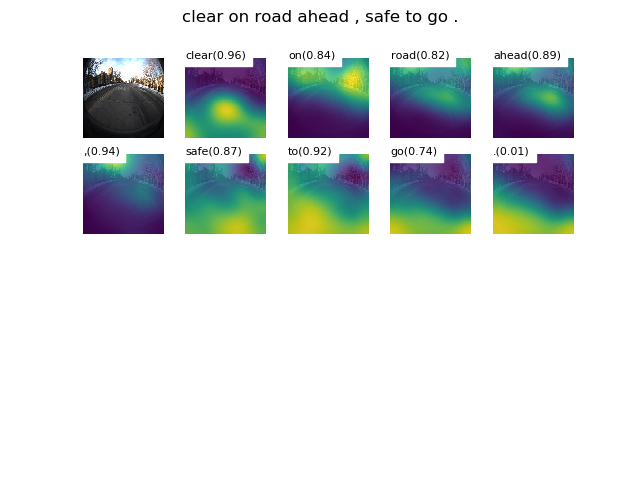 clear on road ahead , safe to go .
clear(0.96) on(0.84) road(0.82) ahead(0.89)
,(0.94) safe(0.87) to(0.92) go(0.74) .(0.01)